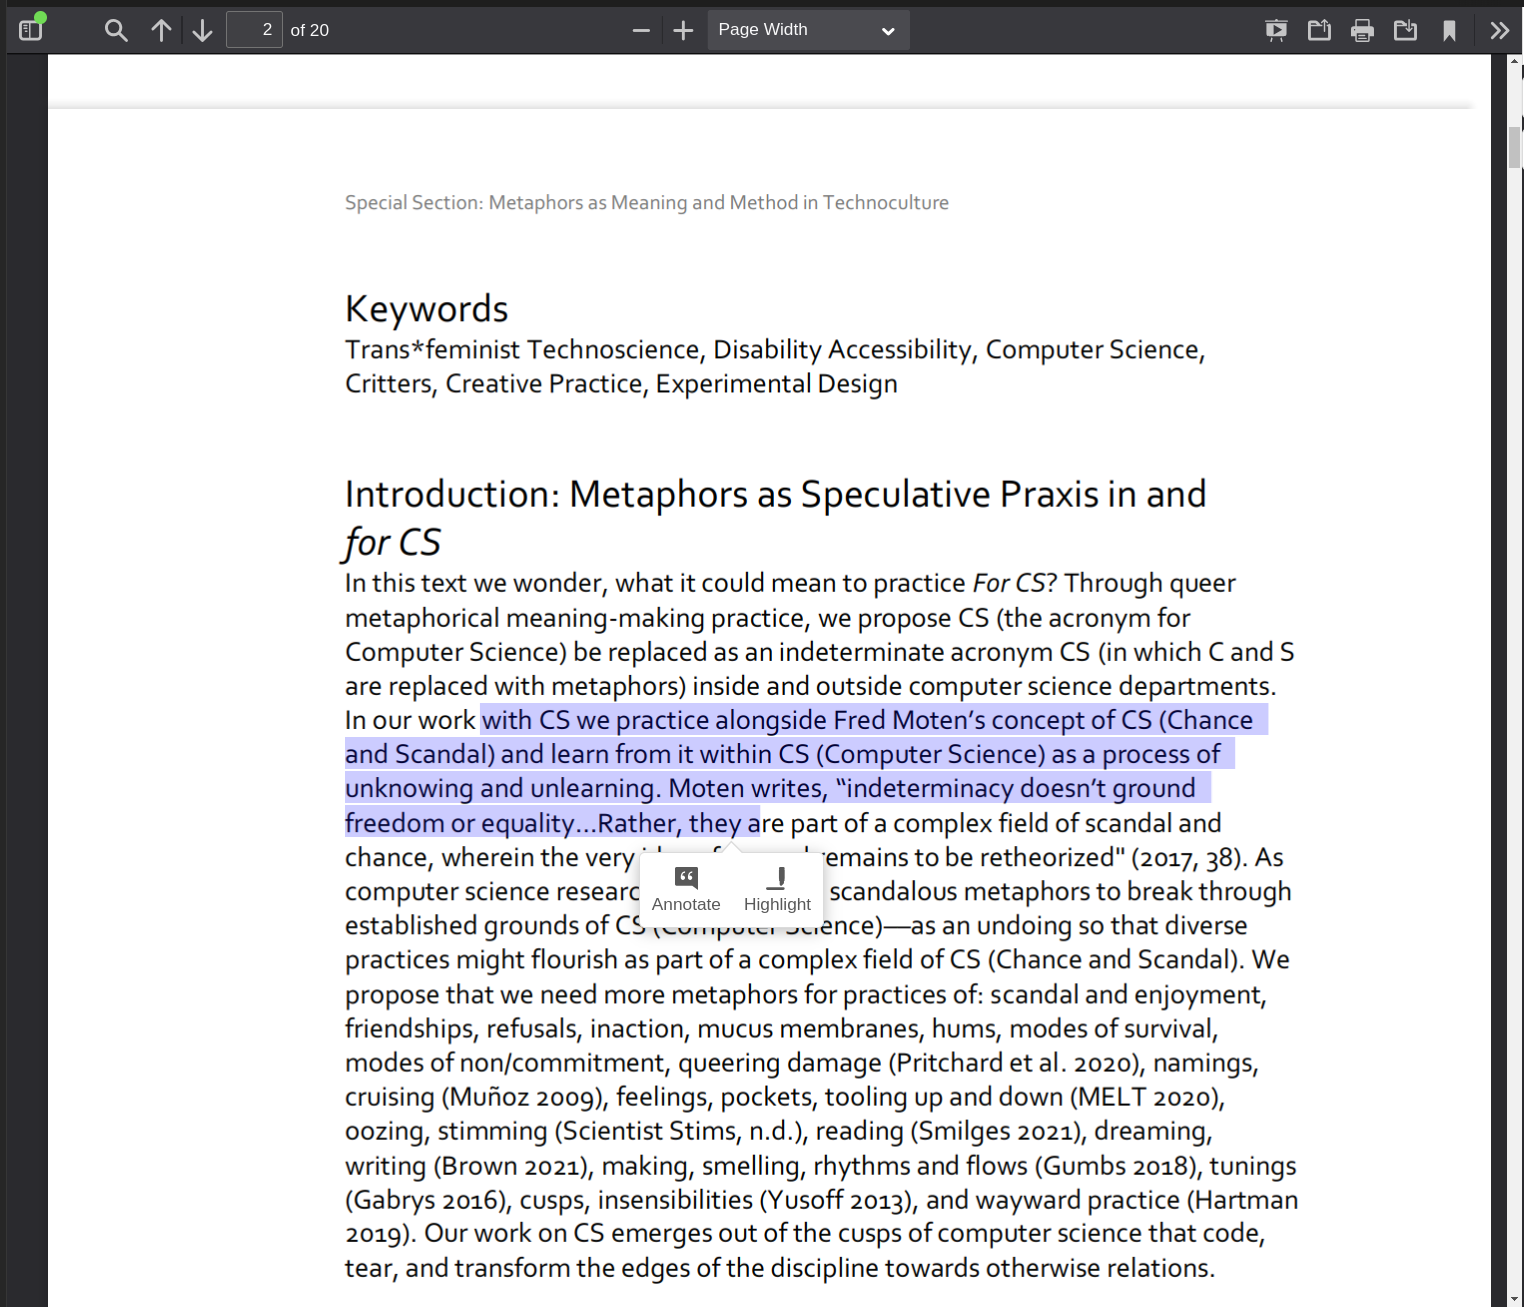 2 of 20 Page Width
Special Section: Metaphors as Meaning and Method in Technoculture
Keywords
Trans*feminist Technoscience, Disability Accessibility, Computer Science,
Critters, Creative Practice, Experimental Design
Introduction: Metaphors as Speculative Praxis in and
for CS
In this text we wonder, what it could mean to practice For CS? Through queer
metaphorical meaning-making practice, we propose CS (the acronym for
Computer Science) be replaced as an indeterminate acronym CS (in which C and S
are replaced with metaphors) inside and outside computer science departments.
In our work with CS we practice alongside Fred Moten’s concept of CS (Chance
and Scandal) and learn from it within CS (Computer Science) as a process of
unknowing and unlearning. Moten writes, “indeterminacy doesn’t ground
freedom or equality...Rather, they are part of a complex field of scandal and
chance, wherein the very remains to be retheorized" (2017, 38). As
computer science scandalous metaphors to break through
established grounds of CS (Computer Science)—as an undoing so that diverse
practices might flourish as part of a complex field of CS (Chance and Scandal). We
propose that we need more metaphors for practices of: scandal and enjoyment,
friendships, refusals, inaction, mucus membranes, hums, modes of survival,
modes of non/commitment, queering damage (Pritchard et al. 2020), namings,
cruising (Muñoz 2009), feelings, pockets, tooling up and down (MELT 2020),
oozing, stimming (Scientist Stims, n.d.), reading (Smilges 2021), dreaming,
writing (Brown 2021), making, smelling, rhythms and flows (Gumbs 2018), tunings
(Gabrys 2016), cusps, insensibilities (Yusoff 2013), and wayward practice (Hartman
2019). Our work on CS emerges out of the cusps of computer science that code,
tear, and transform the edges of the discipline towards otherwise relations.
Annotate Highlight